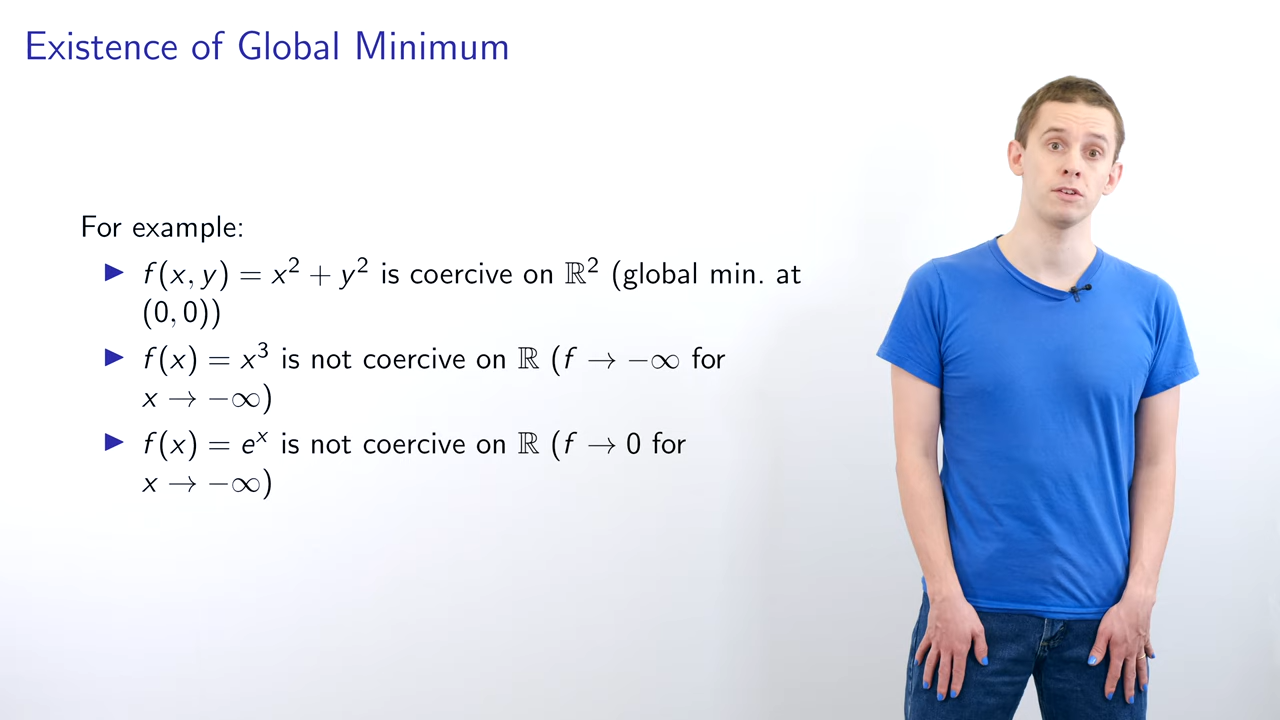 Existence of Global Minimum
For example:
▶ f(x, y) = x² + y² is coercive on ℝ² (global min. at
(0, 0))
▶ f(x) = x³ is not coercive on ℝ (f → −∞ for
x → −∞)
▶ f(x) = eˣ is not coercive on ℝ (f → 0 for
x → −∞)